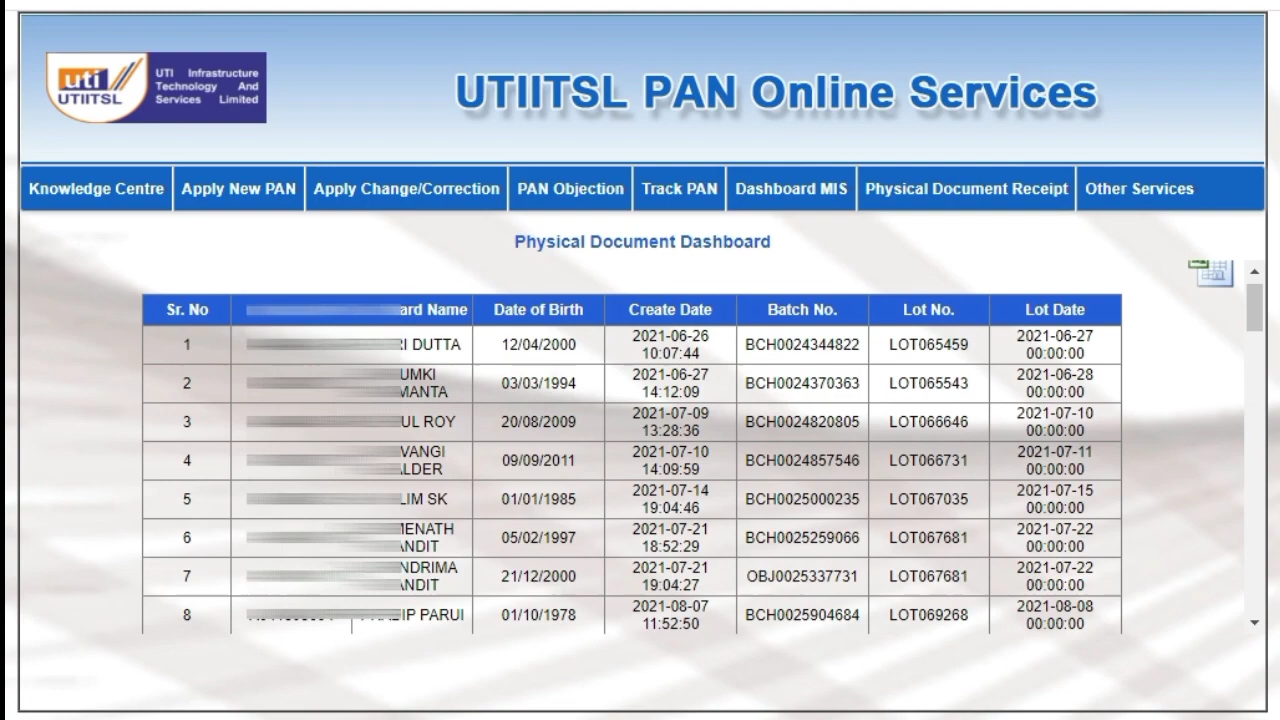 uti
UTIITSL
UTI Infrastructure
Technology And
Services Limited
UTIITSL PAN Online Services
Knowledge Centre Apply New PAN Apply Change/Correction PAN Objection Track PAN Dashboard MIS Physical Document Receipt Other Services
Physical Document Dashboard
Sr. No ard Name Date of Birth Create Date Batch No. Lot No. Lot Date
1 RI DUTTA 12/04/2000 2021-06-26 10:07:44 BCH0024344822 LOT065459 2021-06-27 00:00:00
2 UMKI MANTA 03/03/1994 2021-06-27 14:12:09 BCH0024370363 LOT065543 2021-06-28 00:00:00
3 UL ROY 20/08/2009 2021-07-09 13:28:36 BCH0024820805 LOT066646 2021-07-10 00:00:00
4 VANGI LDER 09/09/2011 2021-07-10 14:09:59 BCH0024857546 LOT066731 2021-07-11 00:00:00
5 LIM SK 01/01/1985 2021-07-14 19:04:46 BCH0025000235 LOT067035 2021-07-15 00:00:00
6 ENATH NDIT 05/02/1997 2021-07-21 18:52:29 BCH0025259066 LOT067681 2021-07-22 00:00:00
7 NDRIMA ANDIT 21/12/2000 2021-07-21 19:04:27 OBJ0025337731 LOT067681 2021-07-22 00:00:00
8 IP PARUI 01/10/1978 2021-08-07 11:52:50 BCH0025904684 LOT069268 2021-08-08 00:00:00